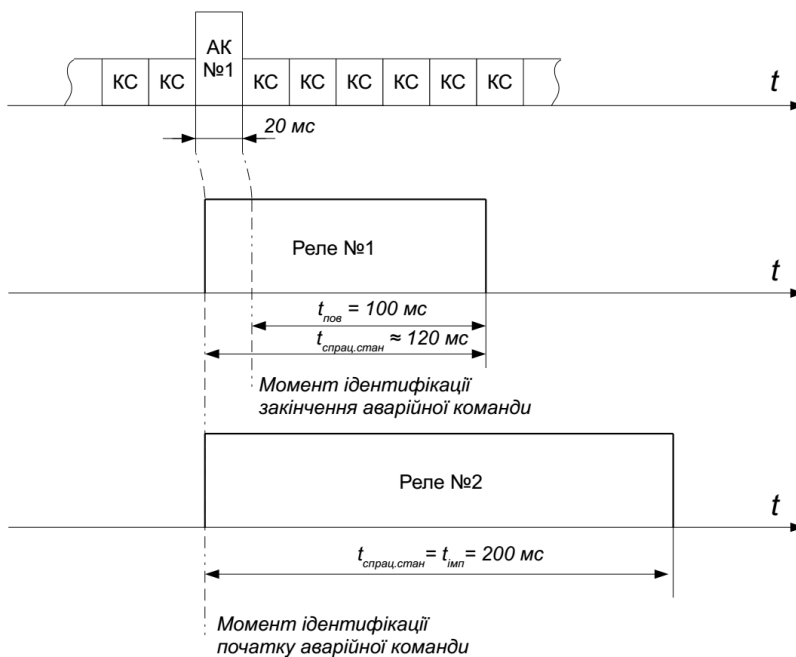 АК
№1
КС КС КС КС КС КС КС КС
t
20 мс
Реле №1
t
tпов = 100 мс
tспрац.стан ≈ 120 мс
Момент ідентифікації
закінчення аварійної команди
Реле №2
t
tспрац.стан = tімп = 200 мс
Момент ідентифікації
початку аварійної команди